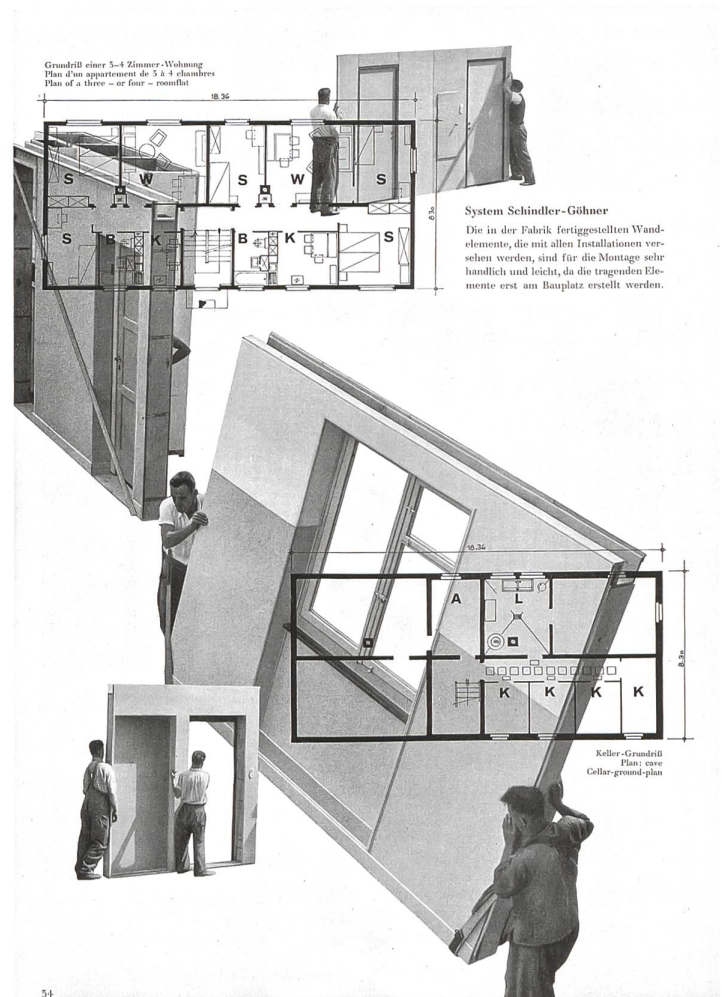 Grundriß einer 3–4 Zimmer-Wohnung
Plan d'un appartement de 3 à 4 chambres
Plan of a three – or four – roomflat
18.36
S W S W S
8.30
S B K B K S
System Schindler-Göhner
Die in der Fabrik fertiggestellten Wand-
elemente, die mit allen Installationen ver-
sehen werden, sind für die Montage sehr
handlich und leicht, da die tragenden Ele-
mente erst am Bauplatz erstellt werden.
18.36
A L
8.30
K K K K
Keller-Grundriß
Plan: cave
Cellar-ground-plan
54